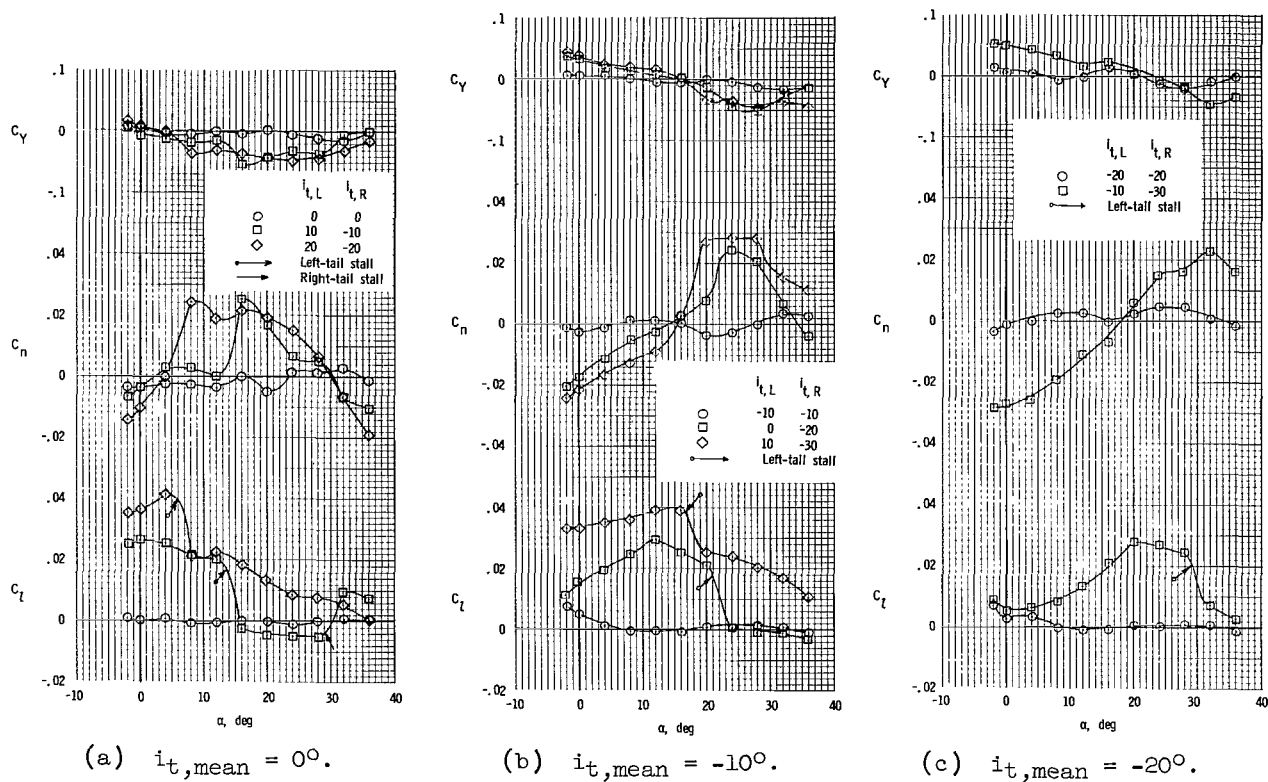 .1
C_Y 0
-.1
i_t,L i_t,R
0 0
10 -10
20 -20
Left-tail stall
Right-tail stall
.04
.02
C_n 0
-.02
.04
.02
C_l 0
-.02
-10 0 10 20 30 40
α, deg
(a) i_t,mean = 0°.
.1
C_Y 0
-.1
.04
.02
C_n 0
-.02
i_t,L i_t,R
-10 -10
0 -20
10 -30
Left-tail stall
.04
.02
C_l 0
-.02
-10 0 10 20 30 40
α, deg
(b) i_t,mean = -10°.
.1
C_Y 0
-.1
i_t,L i_t,R
-20 -20
-10 -30
Left-tail stall
.04
.02
C_n 0
-.02
.04
.02
C_l 0
-.02
-10 0 10 20 30 40
α, deg
(c) i_t,mean = -20°.